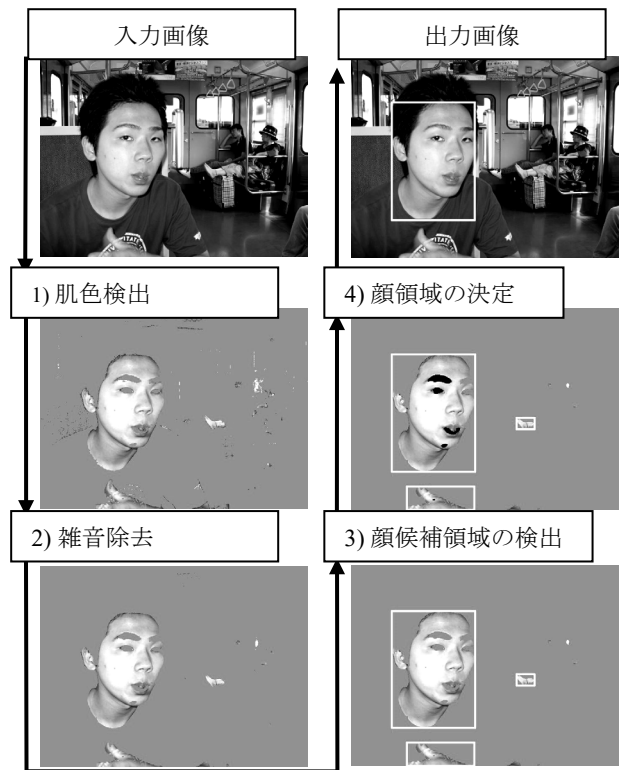 入力画像
出力画像
1) 肌色検出
4) 顔領域の決定
2) 雑音除去
3) 顔候補領域の検出